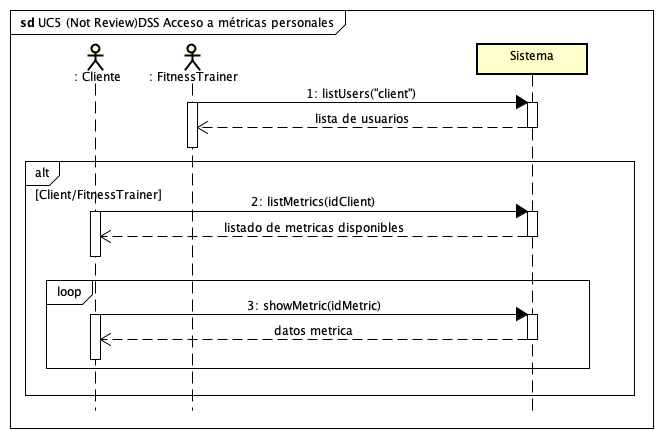 sd UC5 (Not Review)DSS Acceso a métricas personales
: Cliente
: FitnessTrainer
Sistema
1: listUsers("client")
lista de usuarios
alt
[Client/FitnessTrainer]
2: listMetrics(idClient)
listado de metricas disponibles
loop
3: showMetric(idMetric)
datos metrica